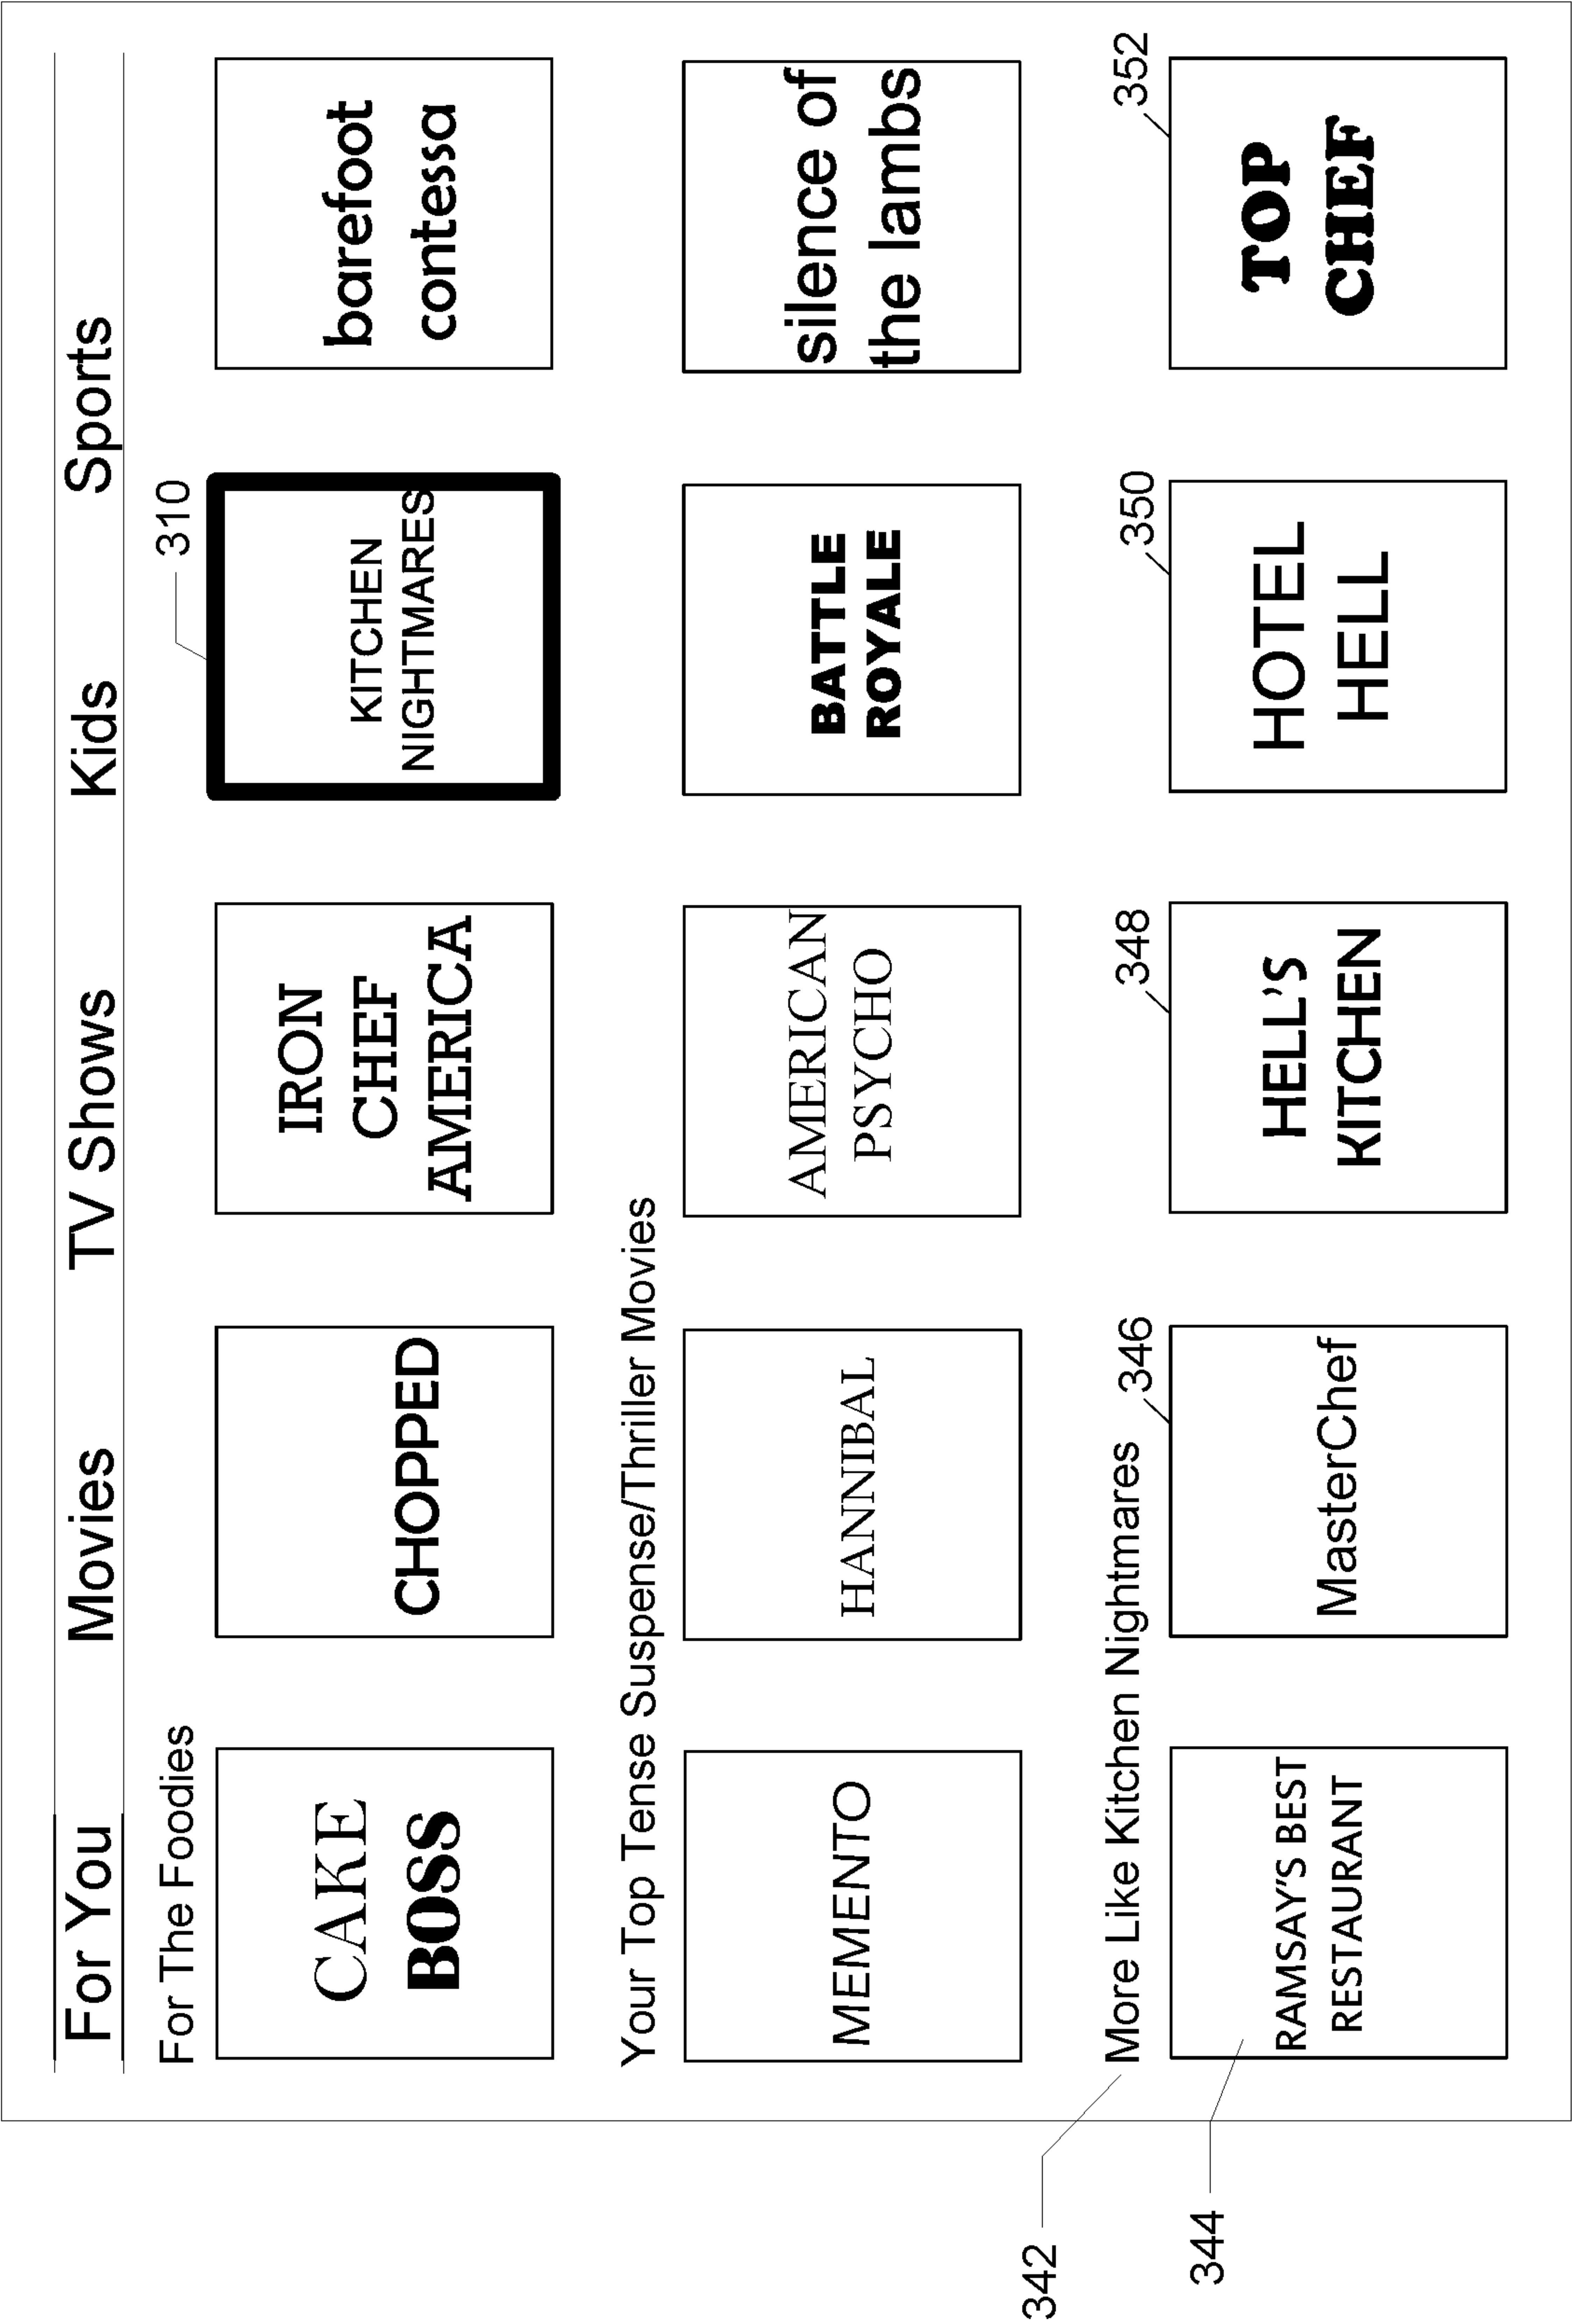 For You
Movies
TV Shows
Kids
Sports
For The Foodies
310
CAKE
BOSS
CHOPPED
IRON
CHEF
AMERICA
KITCHEN
NIGHTMARES
barefoot
contessa
Your Top Tense Suspense/Thriller Movies
MEMENTO
HANNIBAL
AMERICAN
PSYCHO
BATTLE
ROYALE
silence of
the lambs
342
More Like Kitchen Nightmares
346
348
350
352
344
RAMSAY'S BEST
RESTAURANT
MasterChef
HELL'S
KITCHEN
HOTEL
HELL
TOP
CHEF